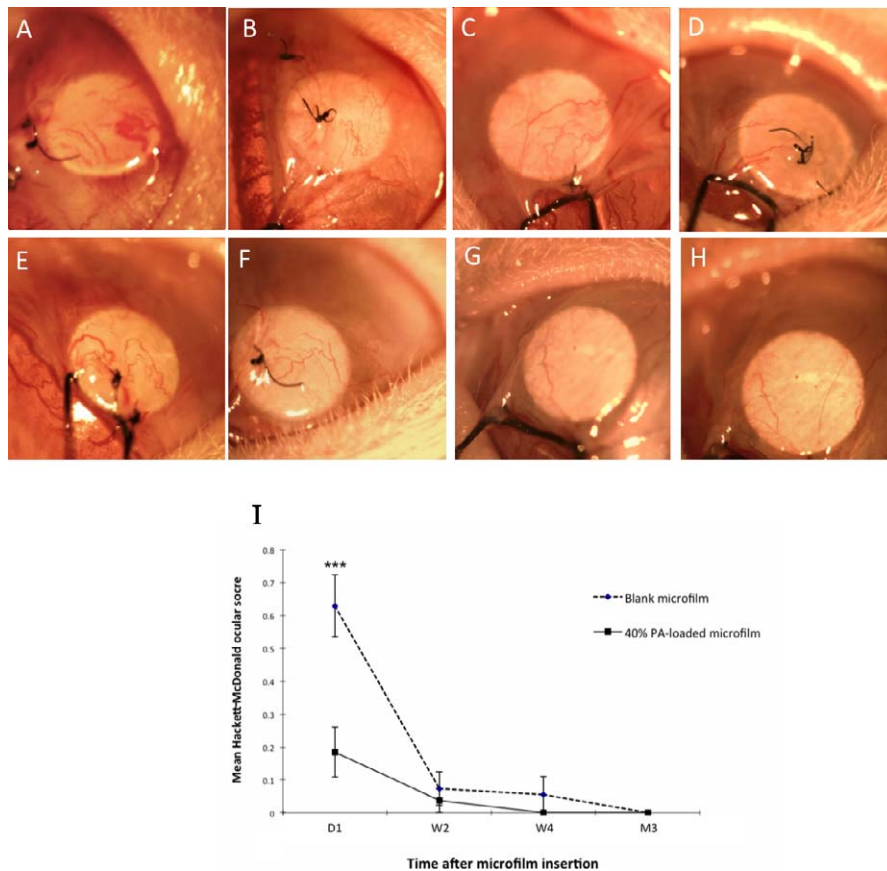 A
B
C
D
E
F
G
H
I
0.8
0.7
0.6
0.5
0.4
0.3
0.2
0.1
0
***
Mean Hackett-McDonald ocular socre
Blank microfilm
40% PA-loaded microfilm
D1
W2
W4
M3
Time after microfilm insertion